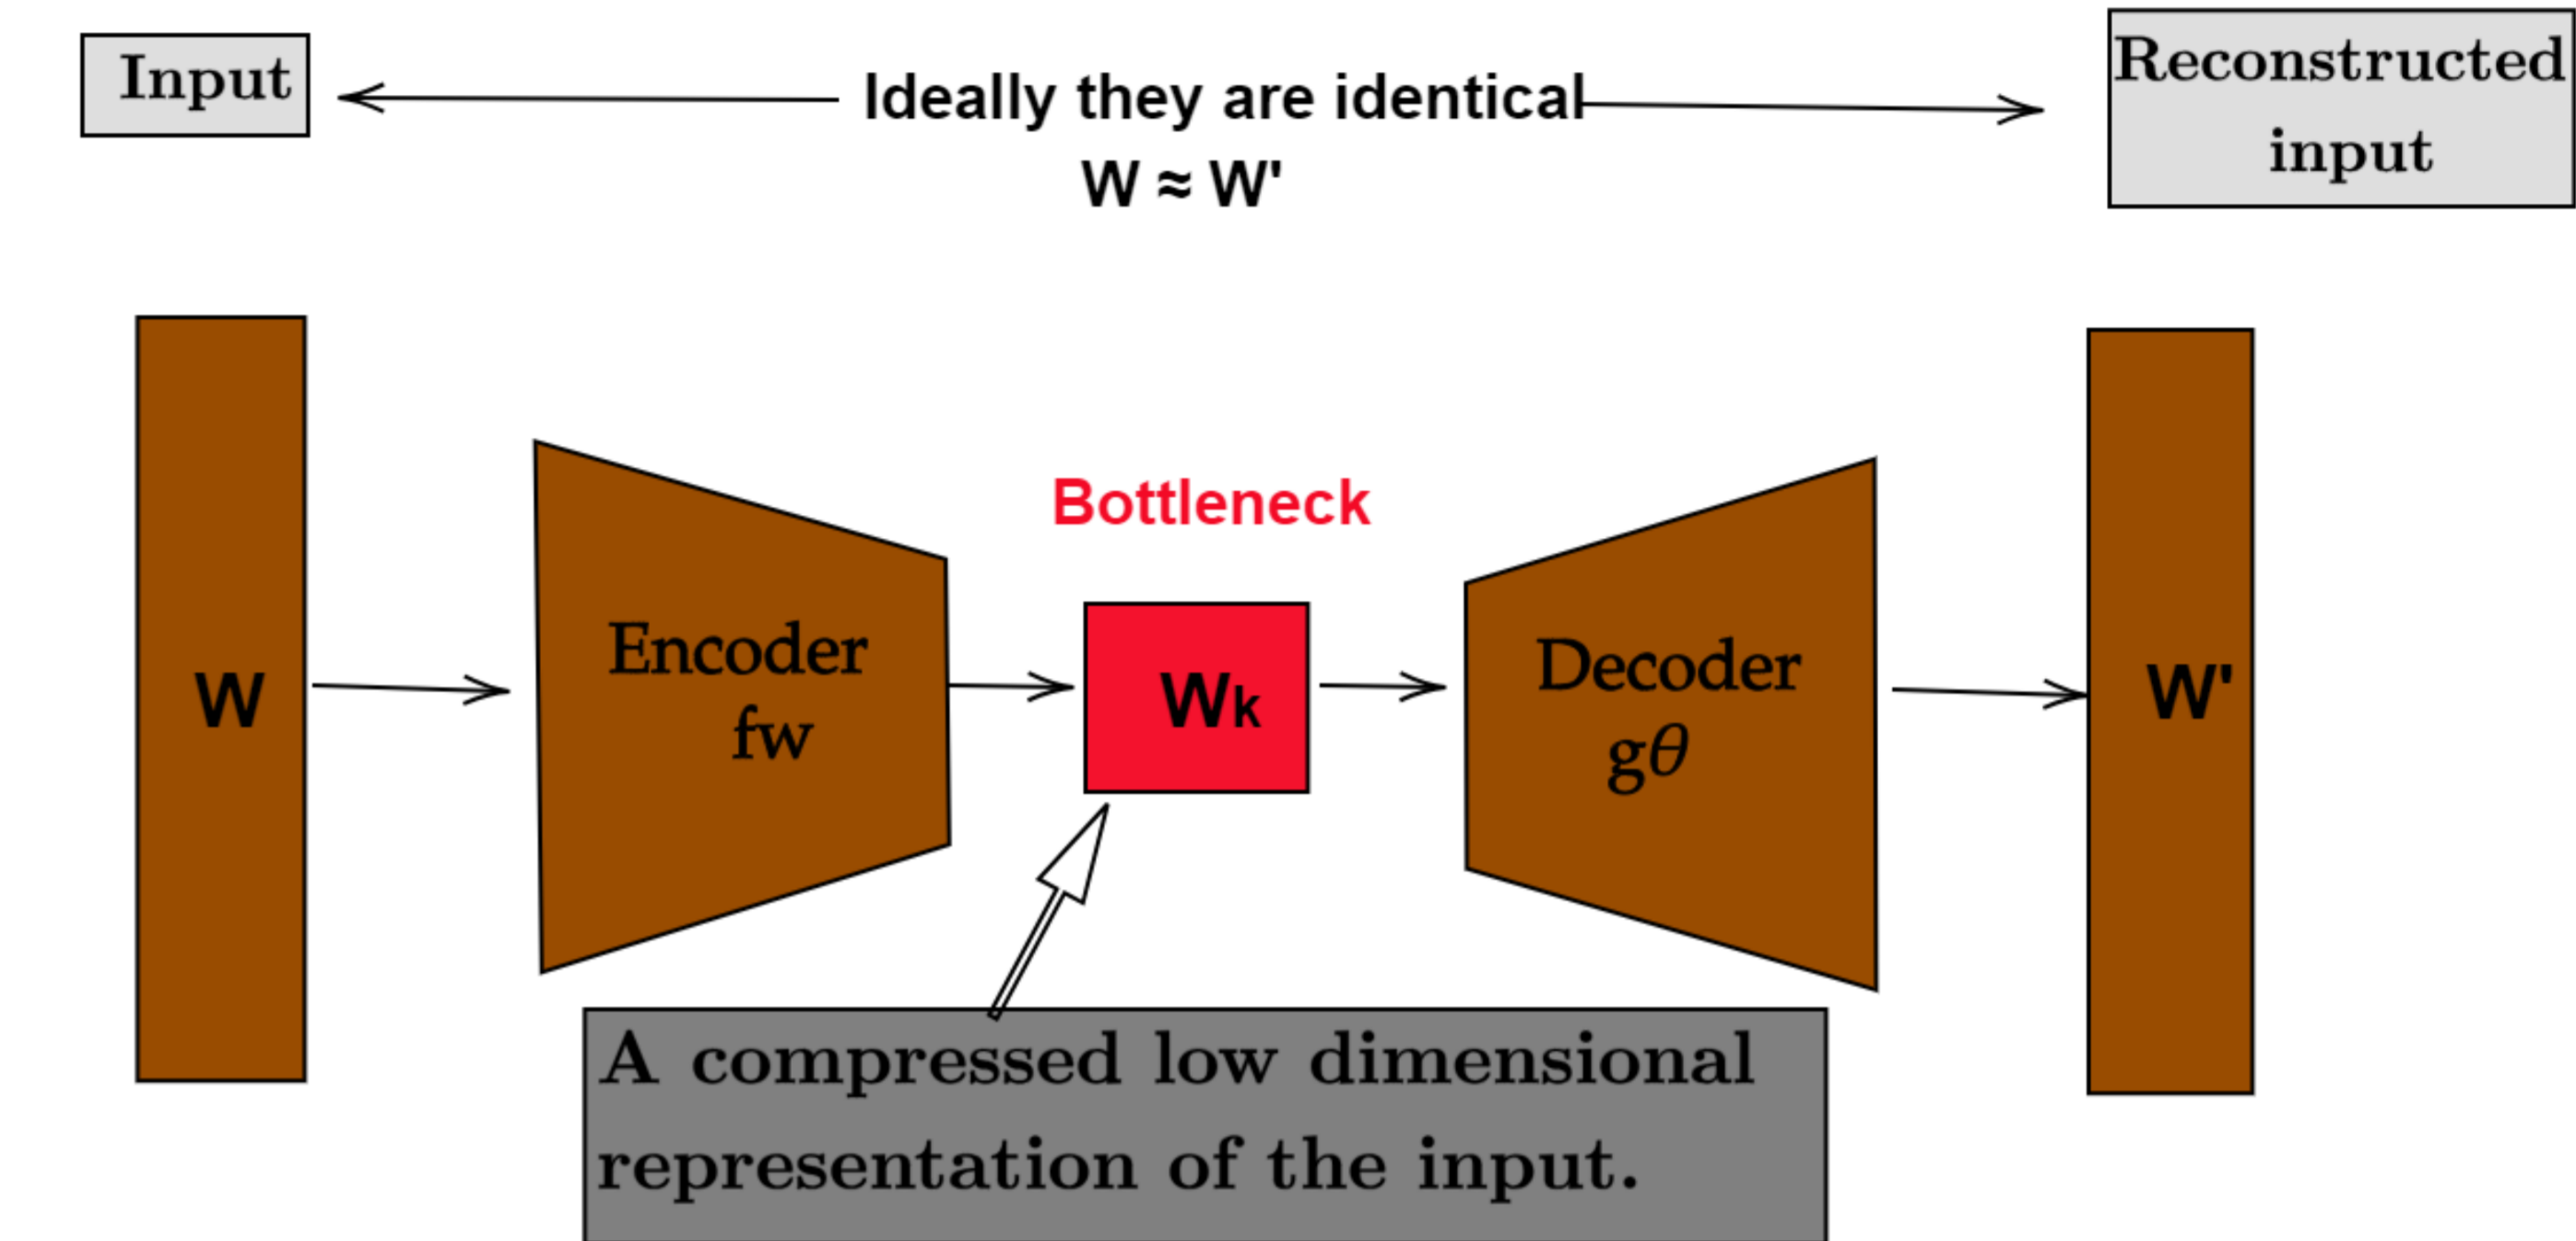 Input
Ideally they are identical
W ≈ W'
Reconstructed
input
Bottleneck
W
Encoder
fw
Wk
Decoder
gθ
W'
A compressed low dimensional
representation of the input.